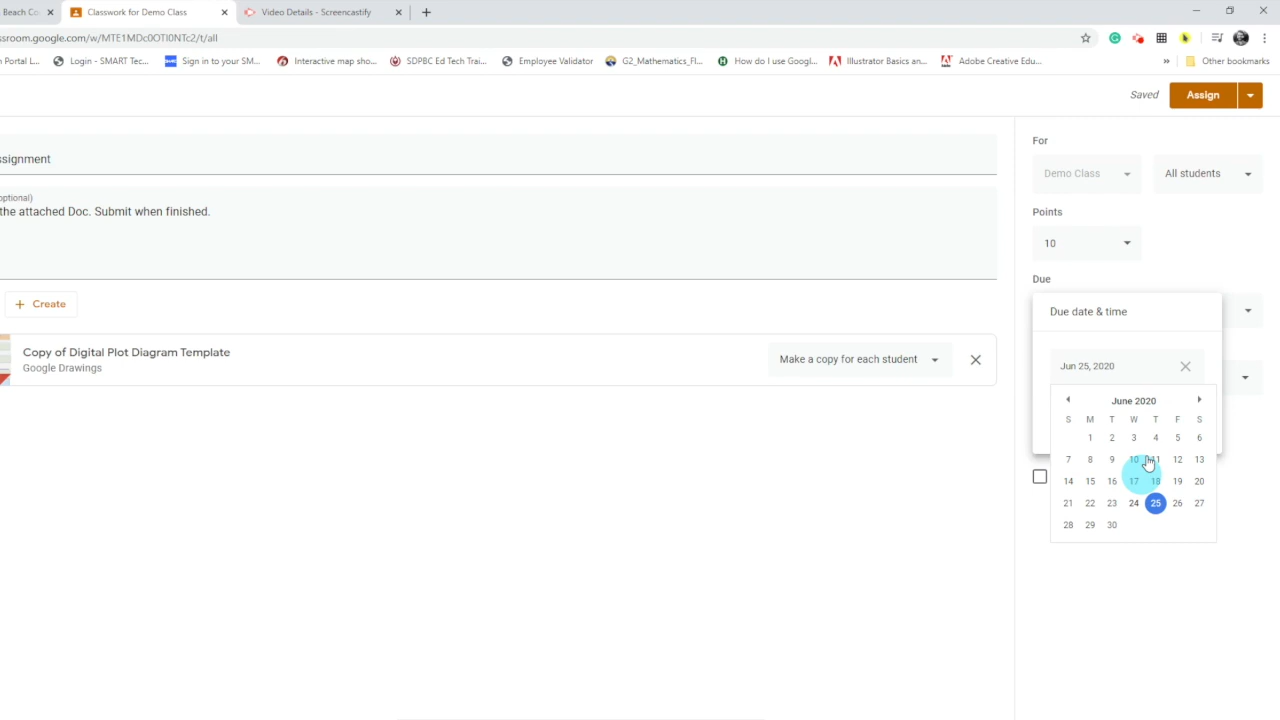 Beach Co
Classwork for Demo Class
Video Details - Screencastify
ssroom.google.com/w/MTE1MDc0OTI0NTc2/t/all
n Portal L...
Login - SMART Tec...
Sign in to your SM...
Interactive map sho...
SDPBC Ed Tech Trai...
Employee Validator
G2_Mathematics_Fl...
How do I use Googl...
Illustrator Basics an...
Adobe Creative Edu...
»
Other bookmarks
Saved
Assign
ssignment
optional)
the attached Doc. Submit when finished.
+ Create
Copy of Digital Plot Diagram Template
Google Drawings
Make a copy for each student
For
Demo Class
All students
Points
10
Due
Due date & time
Jun 25, 2020
June 2020
S M T W T F S
1 2 3 4 5 6
7 8 9 10 11 12 13
14 15 16 17 18 19 20
21 22 23 24 25 26 27
28 29 30